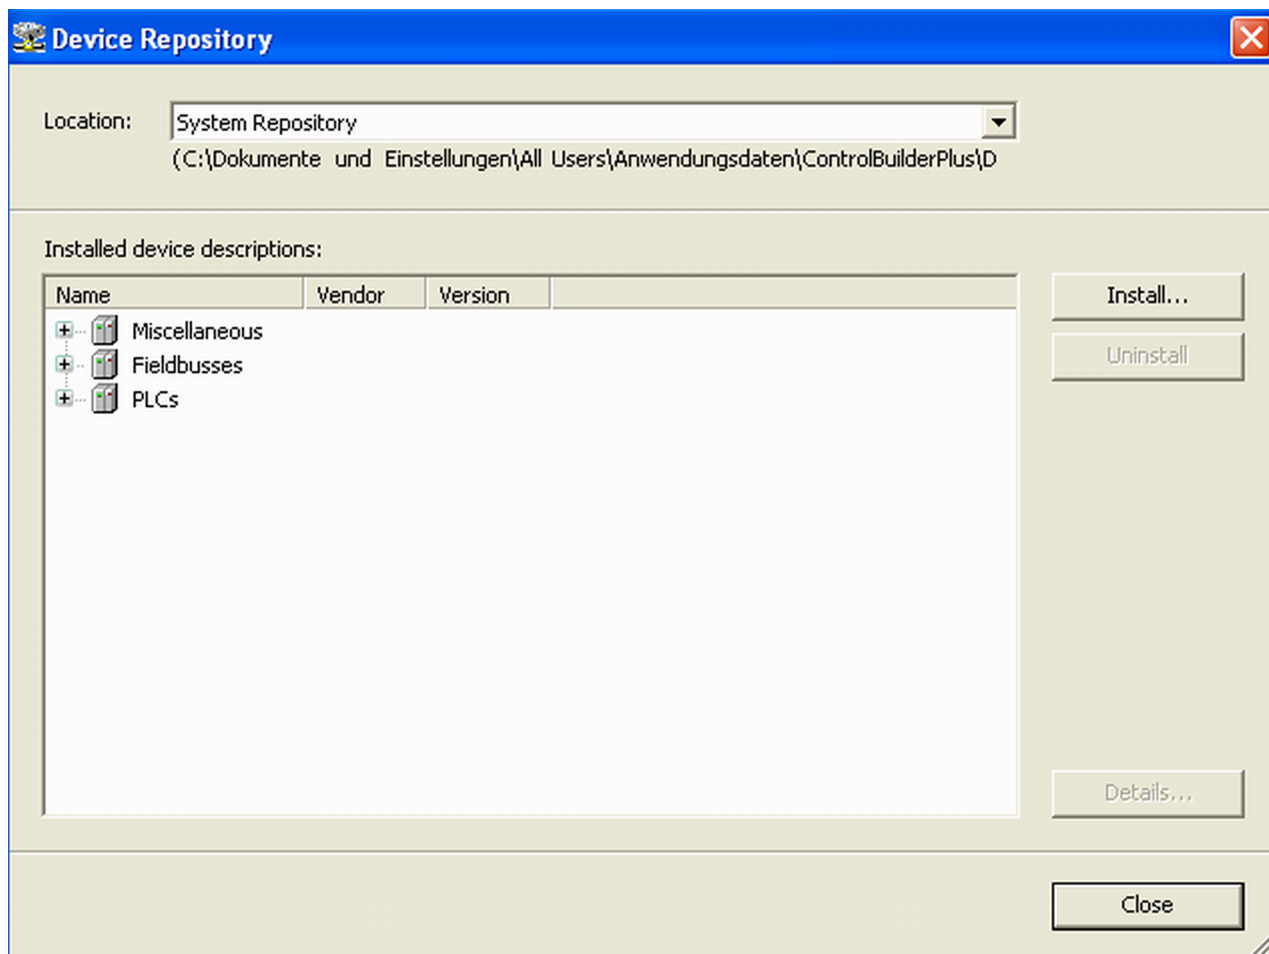 Device Repository
Location:
System Repository
(C:\Dokumente und Einstellungen\All Users\Anwendungsdaten\ControlBuilderPlus\D
Installed device descriptions:
Name Vendor Version
Install...
Miscellaneous
Uninstall
Fieldbusses
PLCs
Details...
Close